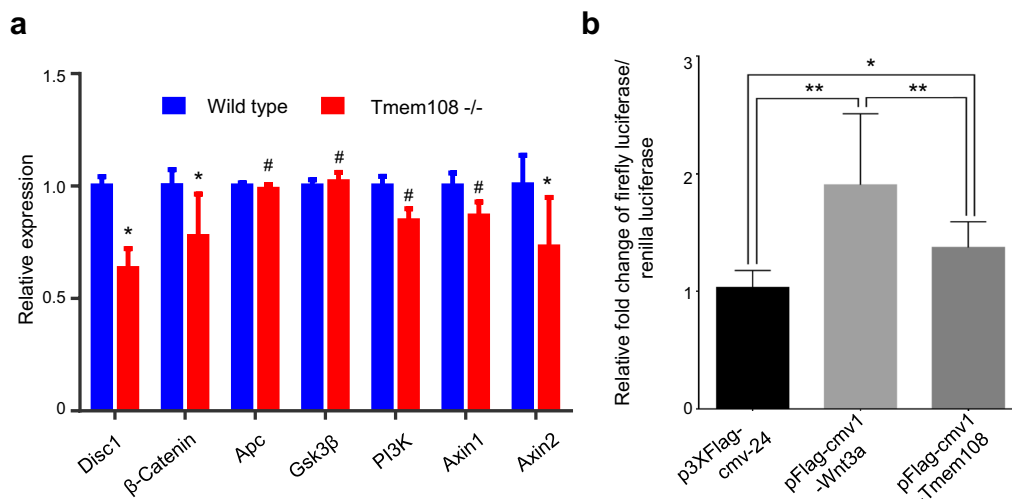 a
1.5
1.0
0.5
0
Relative expression
Wild type
Tmem108 -/-
*
*
#
#
#
#
*
Disc1
β-Catenin
Apc
Gsk3β
PI3K
Axin1
Axin2
b
3
2
1
0
Relative fold change of firefly luciferase/
renilla luciferase
*
**
**
p3XFlag-
cmv-24
pFlag-cmv1
-Wnt3a
pFlag-cmv1
-Tmem108